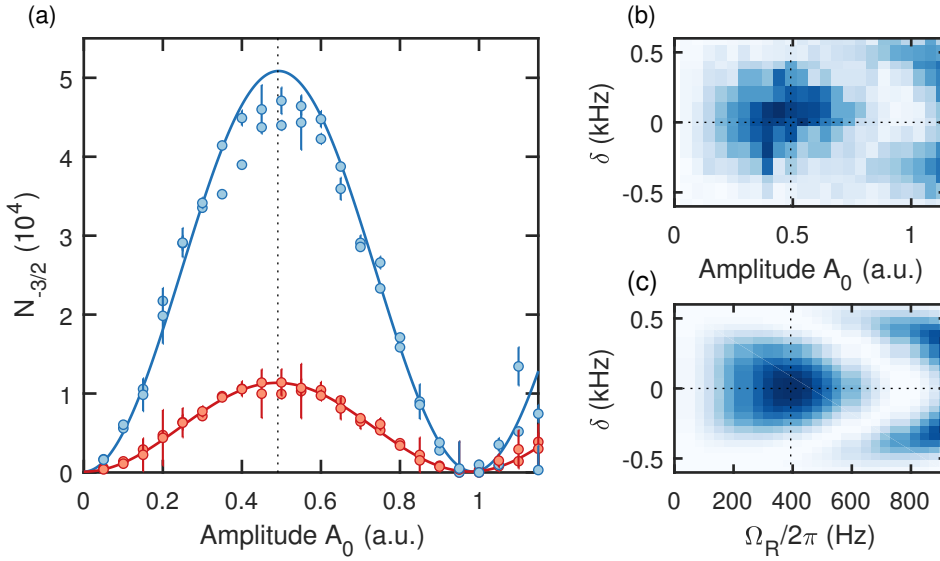 (a)
N-3/2 (10^4)
5
4
3
2
1
0
0 0.2 0.4 0.6 0.8 1
Amplitude A0 (a.u.)
(b)
δ (kHz)
0.5
0
-0.5
0 0.5 1
Amplitude A0 (a.u.)
(c)
δ (kHz)
0.5
0
-0.5
0 200 400 600 800
ΩR/2π (Hz)